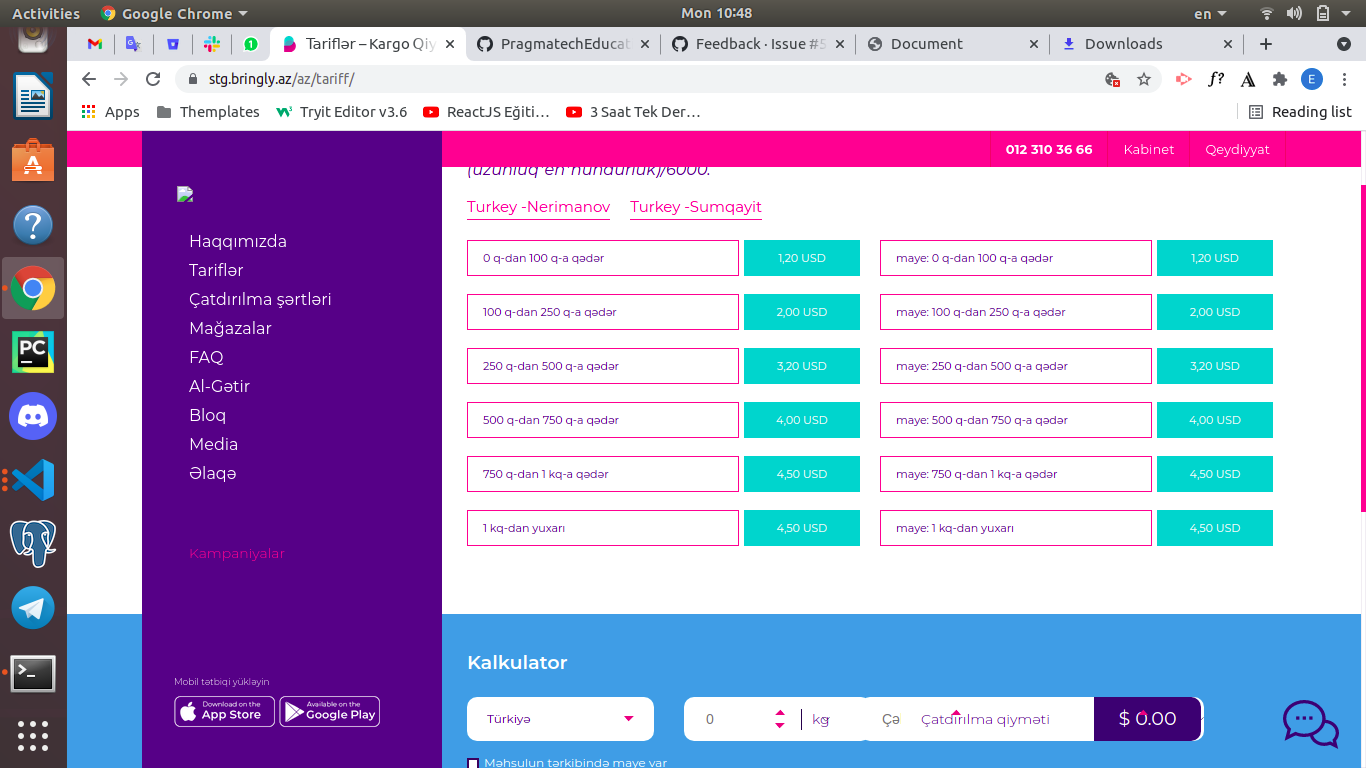 Activities
Google Chrome
Mon 10:48
en
Tariflər – Kargo Qiy
PragmatechEducat
Feedback · Issue #5
Document
Downloads
stg.bringly.az/az/tariff/
f?
A
E
Apps
Themplates
Tryit Editor v3.6
ReactJS Eğiti...
3 Saat Tek Der...
Reading list
012 310 36 66
Kabinet
Qeydiyyat
Haqqımızda
Tariflər
Çatdırılma şərtləri
Mağazalar
FAQ
Al-Gətir
Bloq
Media
Əlaqə
Kampaniyalar
Mobil tətbiqi yükləyin
Download on the
App Store
Available on the
Google Play
(uzunluq*en*hündürlük)/6000.
Turkey -Nerimanov
Turkey -Sumqayit
0 q-dan 100 q-a qədər
1,20 USD
maye: 0 q-dan 100 q-a qədər
1,20 USD
100 q-dan 250 q-a qədər
2,00 USD
maye: 100 q-dan 250 q-a qədər
2,00 USD
250 q-dan 500 q-a qədər
3,20 USD
maye: 250 q-dan 500 q-a qədər
3,20 USD
500 q-dan 750 q-a qədər
4,00 USD
maye: 500 q-dan 750 q-a qədər
4,00 USD
750 q-dan 1 kq-a qədər
4,50 USD
maye: 750 q-dan 1 kq-a qədər
4,50 USD
1 kq-dan yuxarı
4,50 USD
maye: 1 kq-dan yuxarı
4,50 USD
Kalkulator
Türkiyə
0
kg
Çə
Çatdırılma qiyməti
$ 0.00
Məhsulun tərkibində maye var